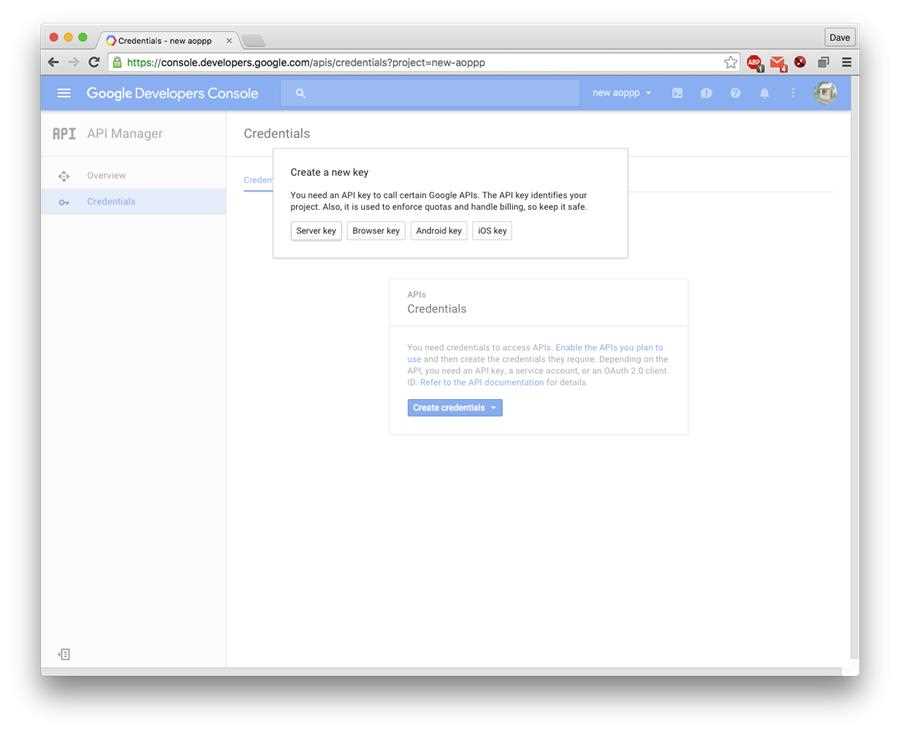 Credentials - new aoppp
Dave
https://console.developers.google.com/apis/credentials?project=new-aoppp
Google Developers Console
new aoppp
API API Manager
Credentials
Overview
Credentials
Create a new key
You need an API key to call certain Google APIs. The API key identifies your
project. Also, it is used to enforce quotas and handle billing, so keep it safe.
Server key Browser key Android key iOS key
APIs
Credentials
You need credentials to access APIs. Enable the APIs you plan to
use and then create the credentials they require. Depending on the
API, you need an API key, a service account, or an OAuth 2.0 client
ID. Refer to the API documentation for details.
Create credentials